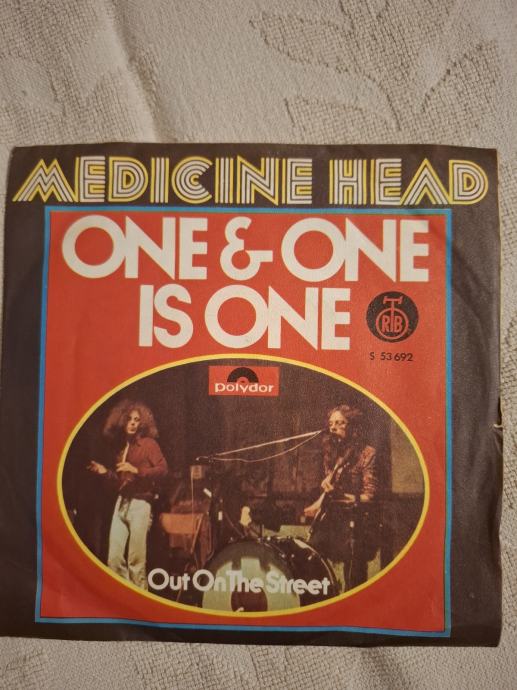 MEDICINE HEAD
ONE & ONE
IS ONE
RTB
S 53 692
polydor
Out On The Street